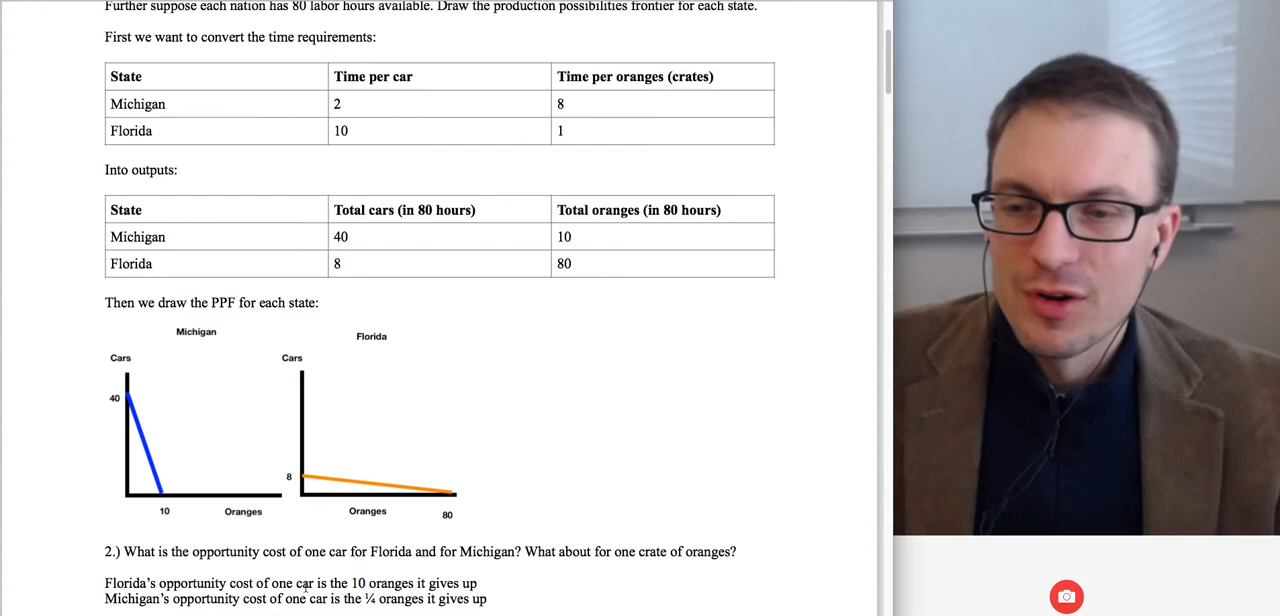 Further suppose each nation has 80 labor hours available. Draw the production possibilities frontier for each state.
First we want to convert the time requirements:
State Time per car Time per oranges (crates)
Michigan 2 8
Florida 10 1
Into outputs:
State Total cars (in 80 hours) Total oranges (in 80 hours)
Michigan 40 10
Florida 8 80
Then we draw the PPF for each state:
Michigan
Florida
Cars
Cars
40
8
10
Oranges
Oranges
80
2.) What is the opportunity cost of one car for Florida and for Michigan? What about for one crate of oranges?
Florida’s opportunity cost of one car is the 10 oranges it gives up
Michigan’s opportunity cost of one car is the ¼ oranges it gives up